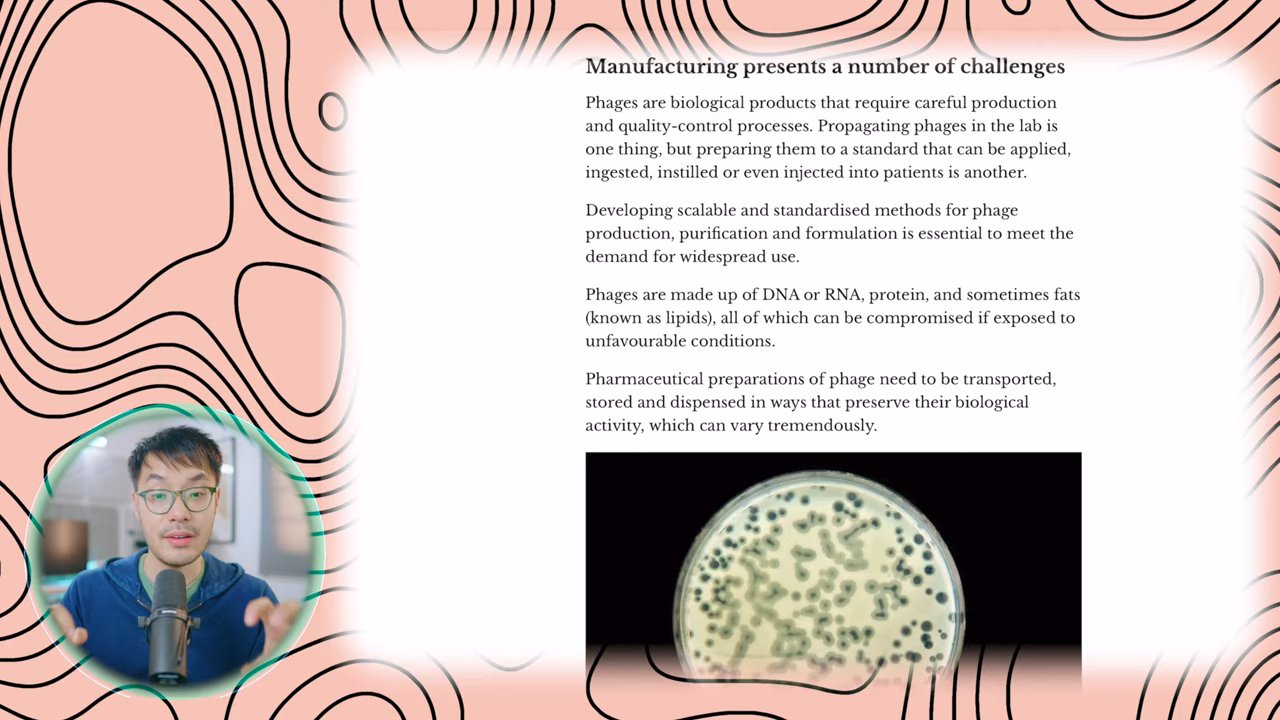 Manufacturing presents a number of challenges
Phages are biological products that require careful production
and quality-control processes. Propagating phages in the lab is
one thing, but preparing them to a standard that can be applied,
ingested, instilled or even injected into patients is another.
Developing scalable and standardised methods for phage
production, purification and formulation is essential to meet the
demand for widespread use.
Phages are made up of DNA or RNA, protein, and sometimes fats
(known as lipids), all of which can be compromised if exposed to
unfavourable conditions.
Pharmaceutical preparations of phage need to be transported,
stored and dispensed in ways that preserve their biological
activity, which can vary tremendously.